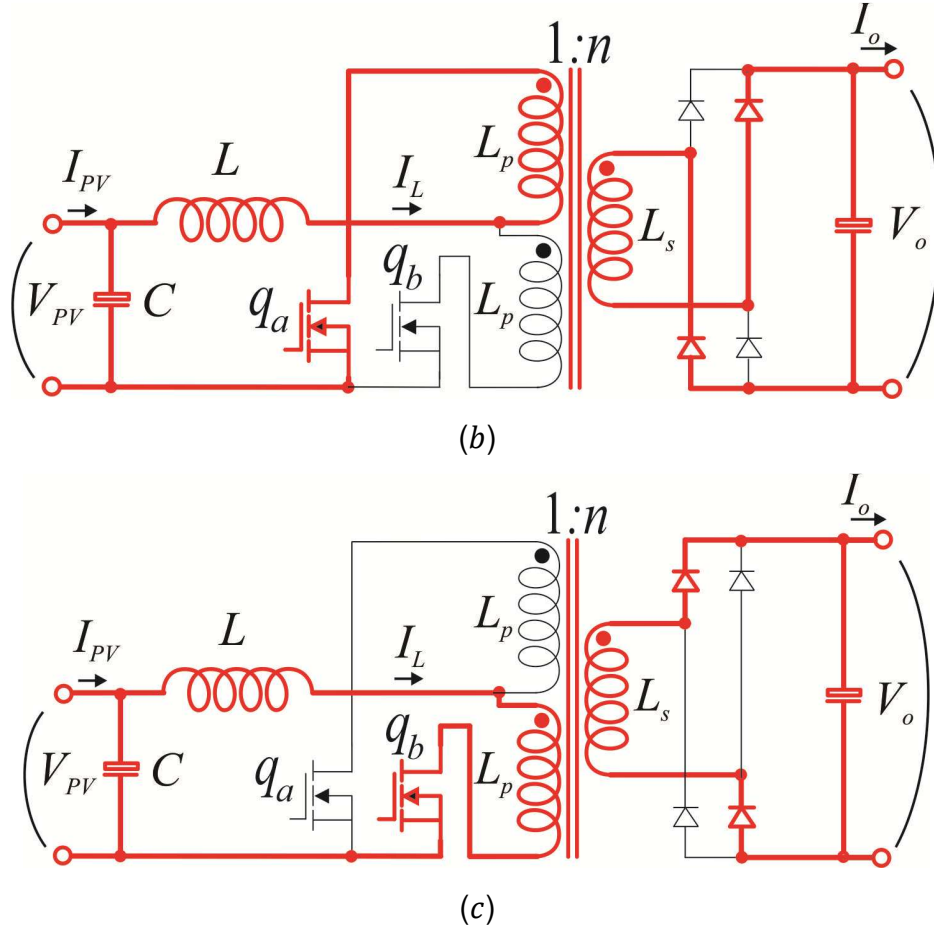 1:n
I_o
L_p
L
I_PV
I_L
L_s
q_b
V_o
V_PV
C
q_a
L_p
(b)
1:n
I_o
L_p
L
I_PV
I_L
L_s
V_o
q_b
V_PV
C
q_a
L_p
(c)